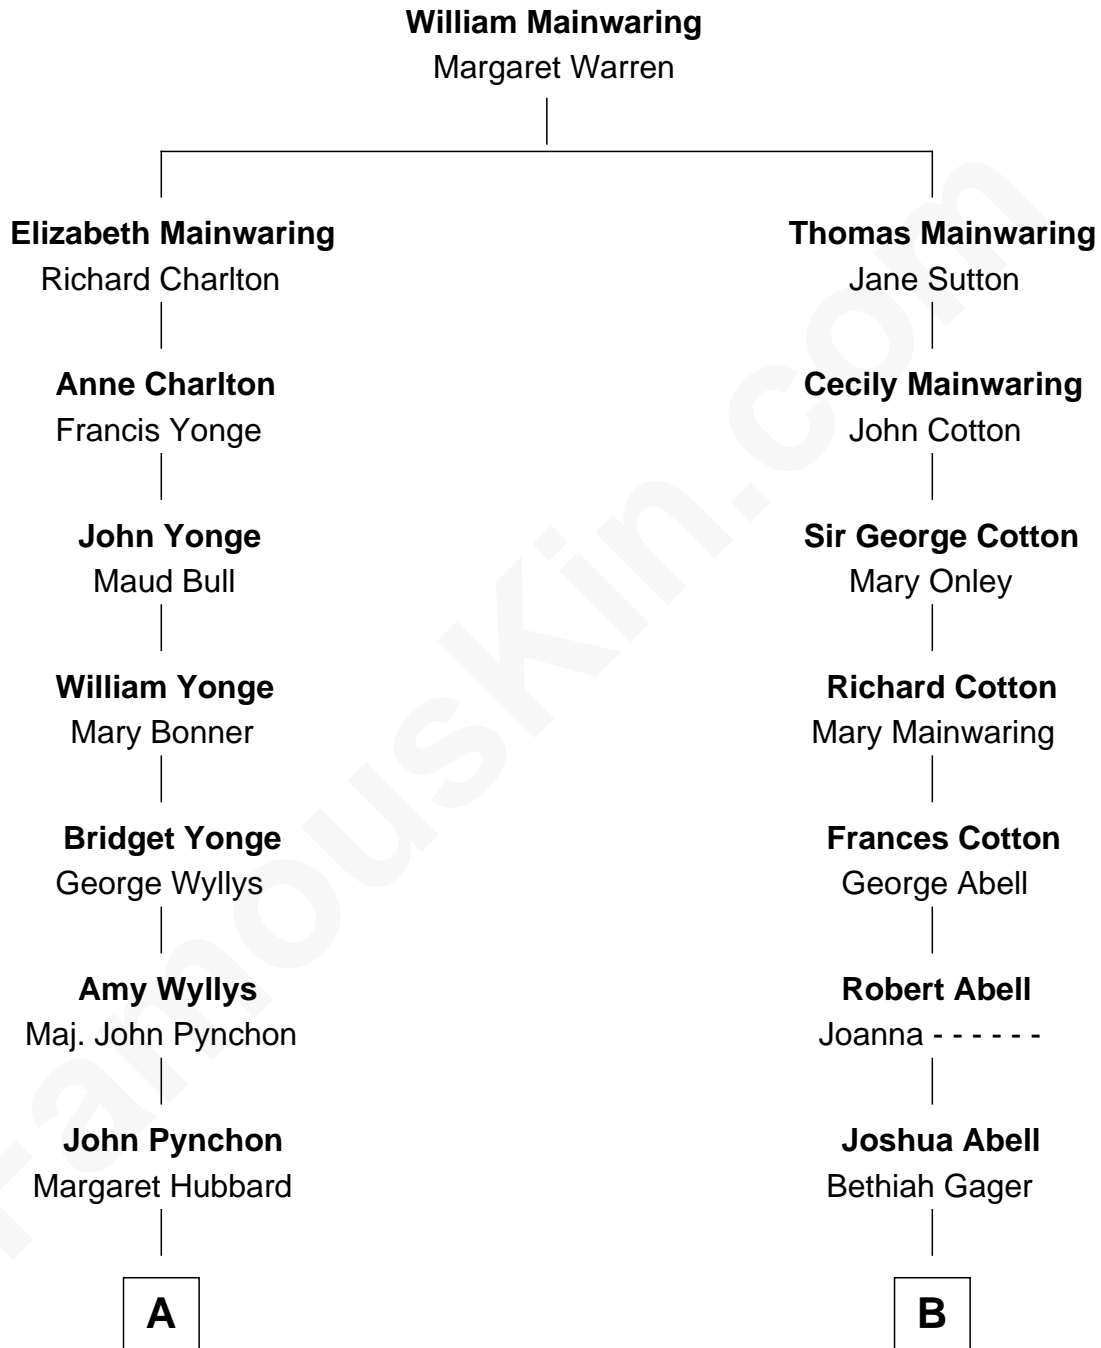 William Mainwaring
Margaret Warren
Elizabeth Mainwaring
Richard Charlton
Thomas Mainwaring
Jane Sutton
Anne Charlton
Francis Yonge
Cecily Mainwaring
John Cotton
John Yonge
Maud Bull
Sir George Cotton
Mary Onley
William Yonge
Mary Bonner
Richard Cotton
Mary Mainwaring
Bridget Yonge
George Wyllys
Frances Cotton
George Abell
Amy Wyllys
Maj. John Pynchon
Robert Abell
Joanna - - - - - -
John Pynchon
Margaret Hubbard
Joshua Abell
Bethiah Gager
A
B
FamousKin.com